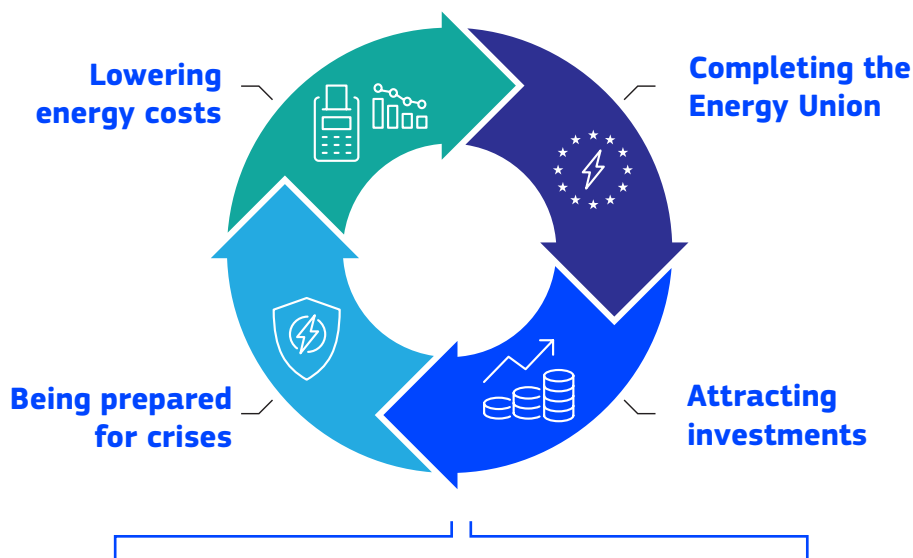 Lowering
energy costs
Completing the
Energy Union
Being prepared
for crises
Attracting
investments